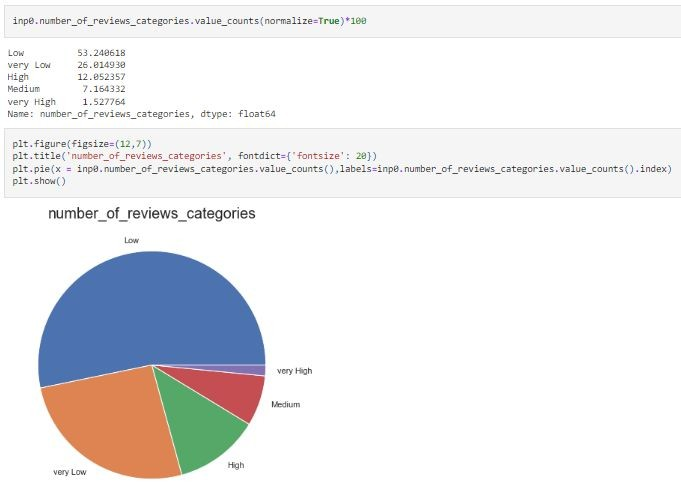 inp0.number_of_reviews_categories.value_counts(normalize=True)*100
Low 53.240618
very Low 26.014930
High 12.052357
Medium 7.164332
very High 1.527764
Name: number_of_reviews_categories, dtype: float64
plt.figure(figsize=(12,7))
plt.title('number_of_reviews_categories', fontdict={'fontsize': 20})
plt.pie(x = inp0.number_of_reviews_categories.value_counts(),labels=inp0.number_of_reviews_categories.value_counts().index)
plt.show()
number_of_reviews_categories
Low
very High
Medium
High
very Low